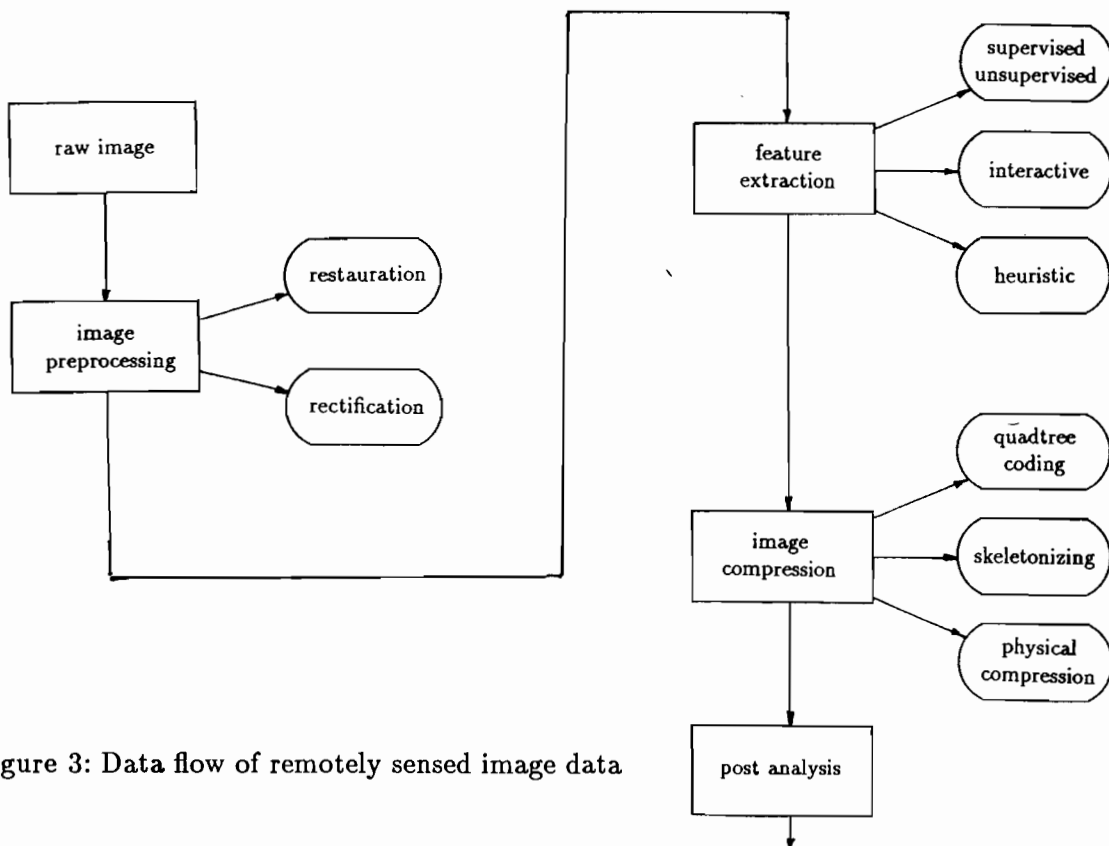 raw image
image
preprocessing
restauration
rectification
feature
extraction
supervised
unsupervised
interactive
heuristic
image
compression
quadtree
coding
skeletonizing
physical
compression
post analysis
gure 3: Data flow of remotely sensed image data